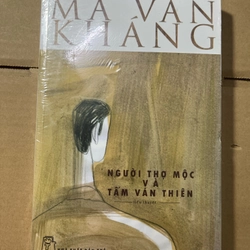 MA VĂN
KHÁNG
NGƯỜI THỢ MỘC
VÀ
TẤM VÁN THIÊN